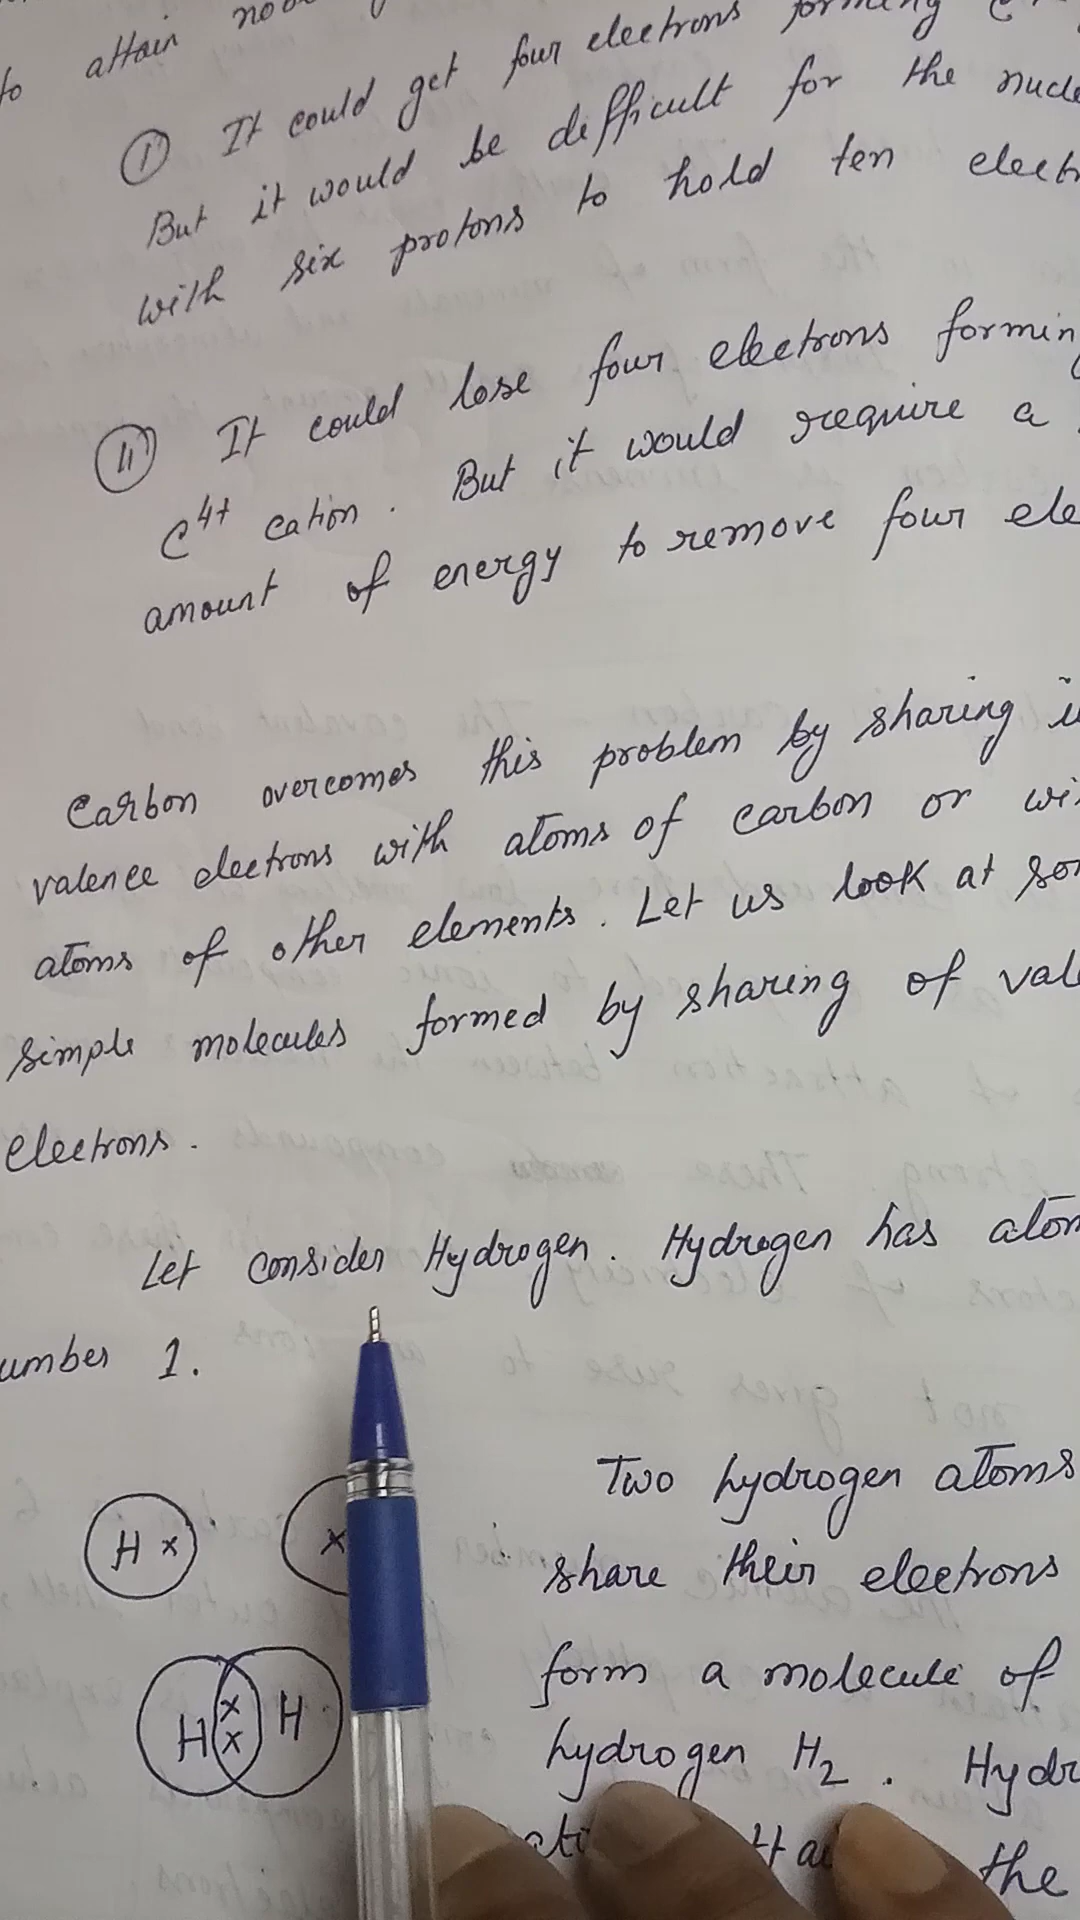 to attain
① It could get four electrons forming
But it would be difficult for the
with six protons to hold ten
② It could lose four electrons
C4+ cation. But it would require a
amount of energy to remove four
Carbon overcomes this problem by sharing
valence electrons with atoms of carbon or
atoms of other elements. Let us look at
simple molecules formed by sharing of
electrons.
Let consider Hydrogen. Hydrogen has
1.
Two hydrogen atoms
H x x
share their electrons
form a molecule of
H x x H
hydrogen H2.
the